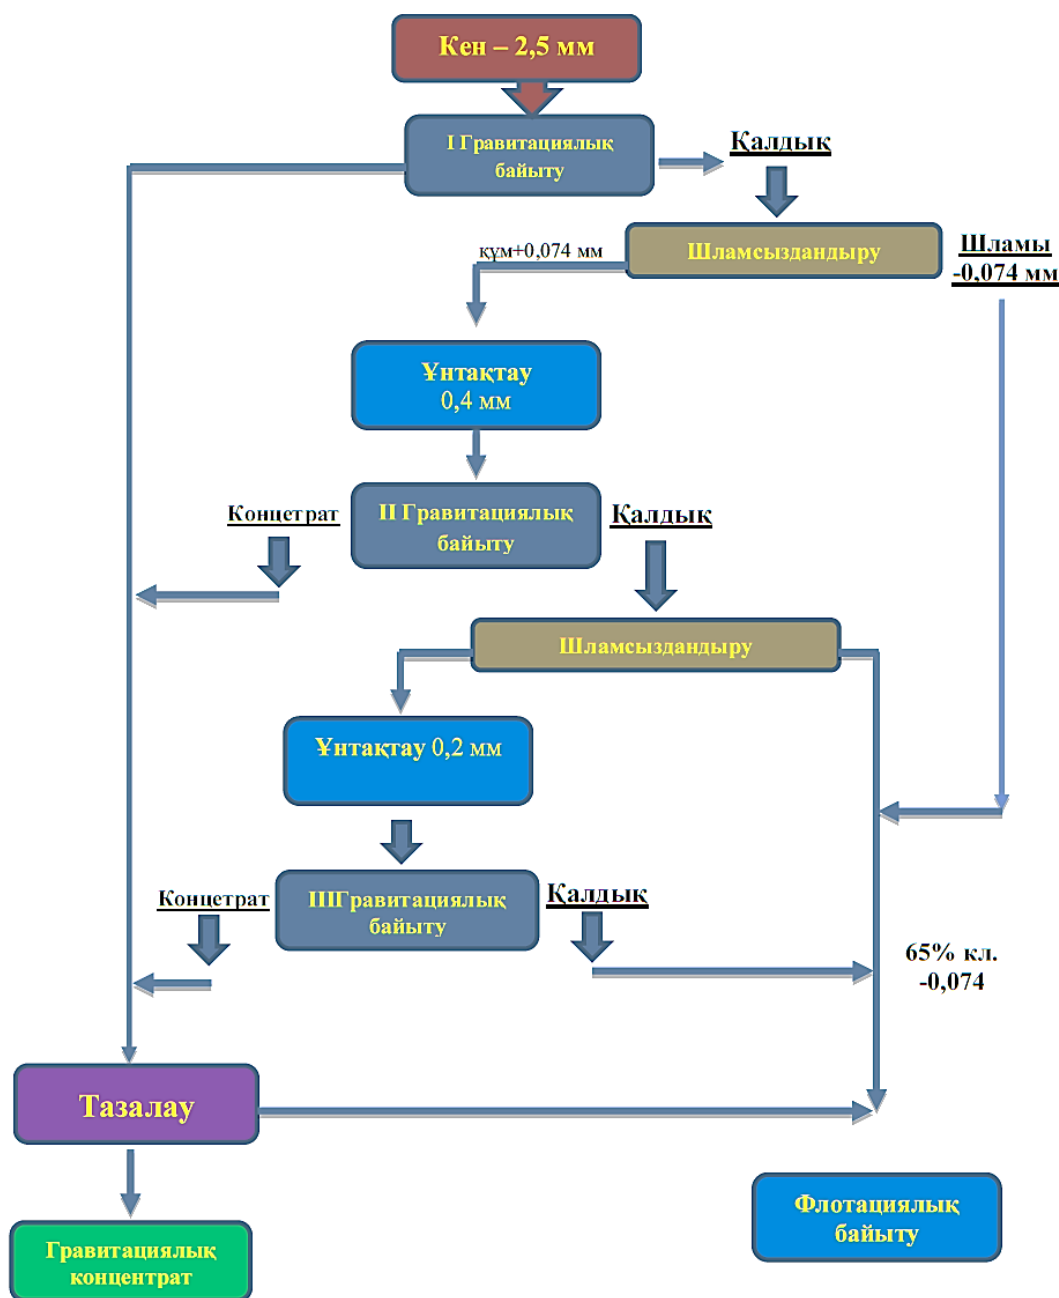 Кен – 2,5 мм
I Гравитациялық
байыту
Қалдық
құм+0,074 мм
Шламсыздандыру
Шламы
-0,074 мм
Ұнтақтау
0,4 мм
Концетрат
II Гравитациялық
байыту
Қалдық
Шламсыздандыру
Ұнтақтау 0,2 мм
Концетрат
IIIГравитациялық
байыту
Қалдық
65% кл.
-0,074
Тазалау
Флотациялық
байыту
Гравитациялық
концентрат